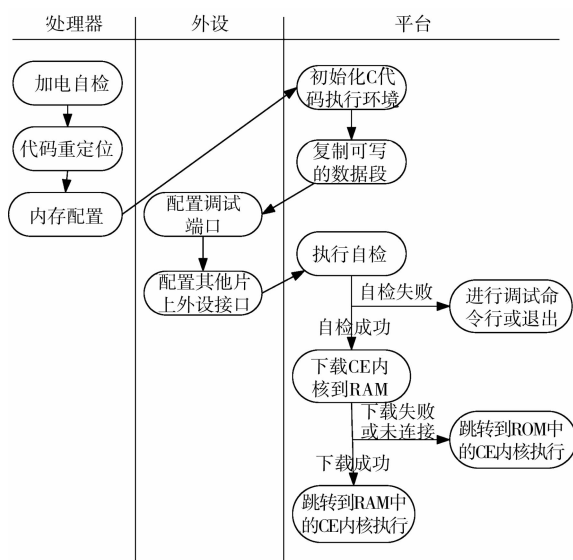 处理器
外设
平台
加电自检
代码重定位
内存配置
初始化C代
码执行环境
复制可写
的数据段
配置调试
端口
配置其他片
上外设接口
执行自检
自检失败
进行调试命
令行或退出
自检成功
下载CE内
核到RAM
下载失败
或未连接
跳转到ROM中
的CE内核执行
下载成功
跳转到RAM中
的CE内核执行